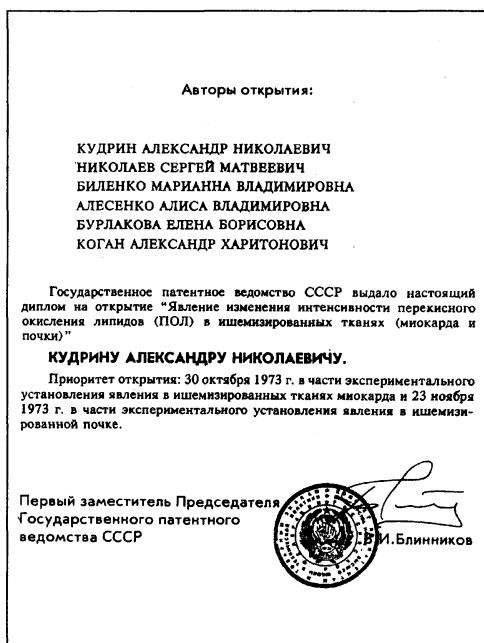 Авторы открытия:
КУДРИН АЛЕКСАНДР НИКОЛАЕВИЧ
НИКОЛАЕВ СЕРГЕЙ МАТВЕЕВИЧ
БИЛЕНКО МАРИАННА ВЛАДИМИРОВНА
АЛЕСЕНКО АЛИСА ВЛАДИМИРОВНА
БУРЛАКОВА ЕЛЕНА БОРИСОВНА
КОГАН АЛЕКСАНДР ХАРИТОНОВИЧ
Государственное патентное ведомство СССР выдало настоящий
диплом на открытие “Явление изменения интенсивности перекисного
окисления липидов (ПОЛ) в ишемизированных тканях (миокарда и
почки)”
КУДРИНУ АЛЕКСАНДРУ НИКОЛАЕВИЧУ.
Приоритет открытия: 30 октября 1973 г. в части экспериментального
установления явления в ишемизированных тканях миокарда и 23 ноября
1973 г. в части экспериментального установления явления в ишемизи-
рованной почке.
Первый заместитель Председателя
Государственного патентного
ведомства СССР
В.И.Блинников